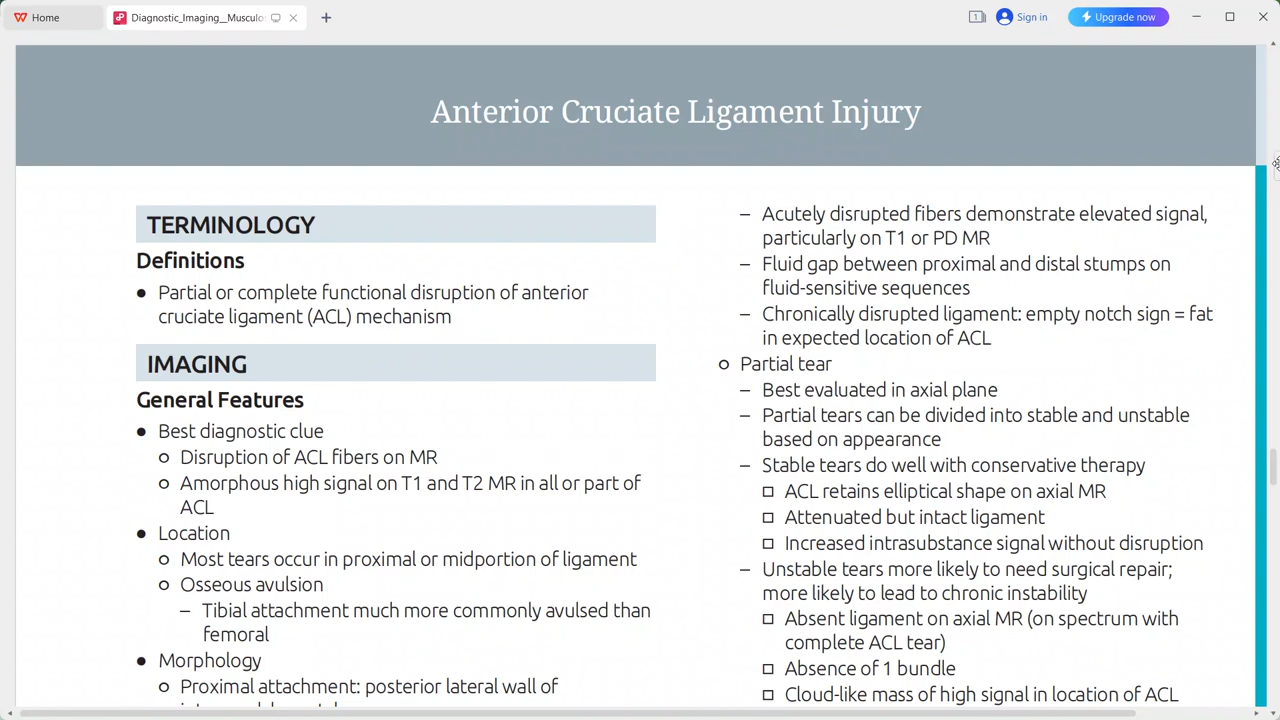 Home
Diagnostic_Imaging__Musculos
1
Sign in
Upgrade now
Anterior Cruciate Ligament Injury
TERMINOLOGY
Definitions
● Partial or complete functional disruption of anterior
cruciate ligament (ACL) mechanism
IMAGING
General Features
● Best diagnostic clue
○ Disruption of ACL fibers on MR
○ Amorphous high signal on T1 and T2 MR in all or part of
ACL
● Location
○ Most tears occur in proximal or midportion of ligament
○ Osseous avulsion
– Tibial attachment much more commonly avulsed than
femoral
● Morphology
○ Proximal attachment: posterior lateral wall of
– Acutely disrupted fibers demonstrate elevated signal,
particularly on T1 or PD MR
– Fluid gap between proximal and distal stumps on
fluid-sensitive sequences
– Chronically disrupted ligament: empty notch sign = fat
in expected location of ACL
○ Partial tear
– Best evaluated in axial plane
– Partial tears can be divided into stable and unstable
based on appearance
– Stable tears do well with conservative therapy
□ ACL retains elliptical shape on axial MR
□ Attenuated but intact ligament
□ Increased intrasubstance signal without disruption
– Unstable tears more likely to need surgical repair;
more likely to lead to chronic instability
□ Absent ligament on axial MR (on spectrum with
complete ACL tear)
□ Absence of 1 bundle
□ Cloud-like mass of high signal in location of ACL